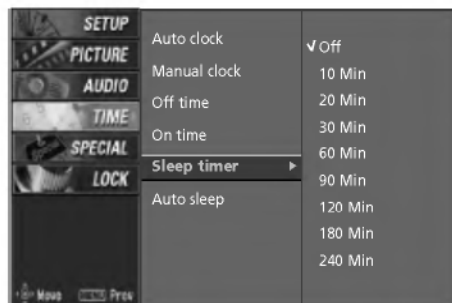 SETUP
PICTURE
AUDIO
TIME
SPECIAL
LOCK
Move MENU Prev
Auto clock
Manual clock
Off time
On time
Sleep timer
Auto sleep
✓ Off
10 Min
20 Min
30 Min
60 Min
90 Min
120 Min
180 Min
240 Min